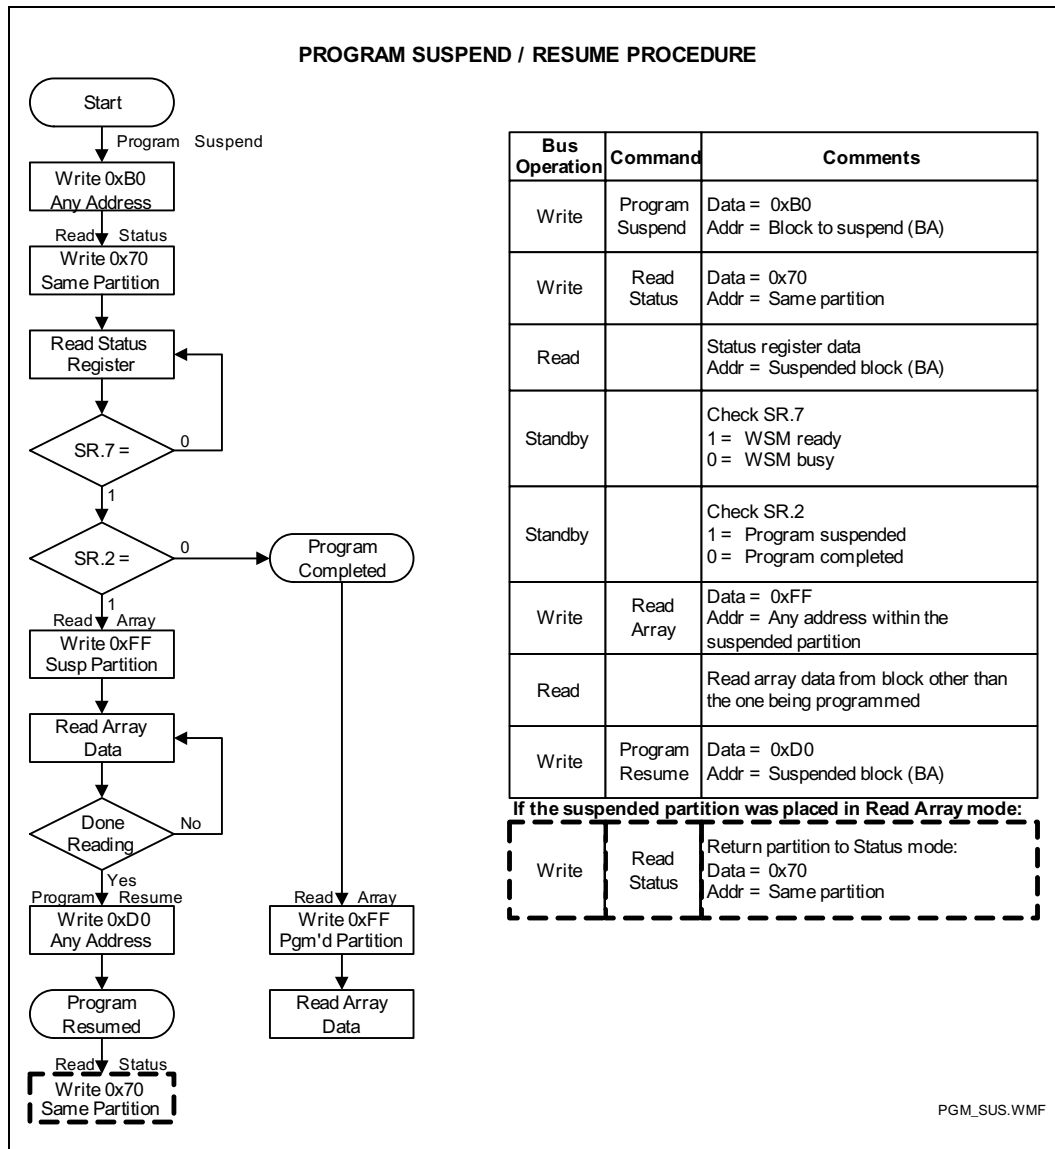 PROGRAM SUSPEND / RESUME PROCEDURE
Start
Program Suspend
Write 0xB0
Any Address
Read Status
Write 0x70
Same Partition
Read Status
Register
SR.7 =
0
1
SR.2 =
0
Program
Completed
1
Read Array
Write 0xFF
Susp Partition
Read Array
Data
Done
Reading
No
Yes
Program Resume
Write 0xD0
Any Address
Read Array
Write 0xFF
Pgm'd Partition
Program
Resumed
Read Array
Data
Read Status
Write 0x70
Same Partition
Bus
Operation
Command
Comments
Write
Program
Suspend
Data = 0xB0
Addr = Block to suspend (BA)
Write
Read
Status
Data = 0x70
Addr = Same partition
Read
Status register data
Addr = Suspended block (BA)
Standby
Check SR.7
1 = WSM ready
0 = WSM busy
Standby
Check SR.2
1 = Program suspended
0 = Program completed
Write
Read
Array
Data = 0xFF
Addr = Any address within the
suspended partition
Read
Read array data from block other than
the one being programmed
Write
Program
Resume
Data = 0xD0
Addr = Suspended block (BA)
If the suspended partition was placed in Read Array mode:
Write
Read
Status
Return partition to Status mode:
Data = 0x70
Addr = Same partition
PGM_SUS.WMF